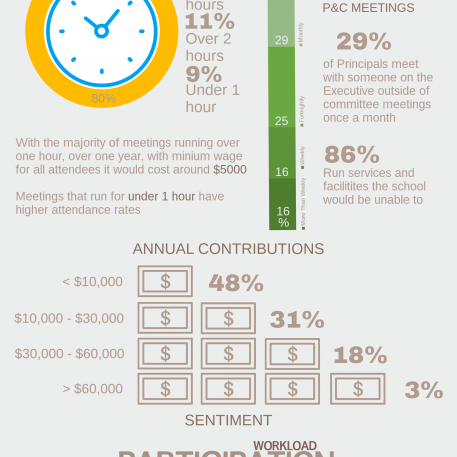 hours
11%
Over 2
hours
9%
Under 1
hour
80%
With the majority of meetings running over
one hour, over one year, with minium wage
for all attendees it would cost around $5000
Meetings that run for under 1 hour have
higher attendance rates
29
Monthly
25
Fortnightly
16
Weekly
16
%
More Than Weekly
P&C MEETINGS
29%
of Principals meet
with someone on the
Executive outside of
committee meetings
once a month
86%
Run services and
facilitites the school
would be unable to
ANNUAL CONTRIBUTIONS
< $10,000 $ 48%
$10,000 - $30,000 $ $ 31%
$30,000 - $60,000 $ $ $ 18%
> $60,000 $ $ $ $ 3%
SENTIMENT
WORKLOAD
PARTICIPATION